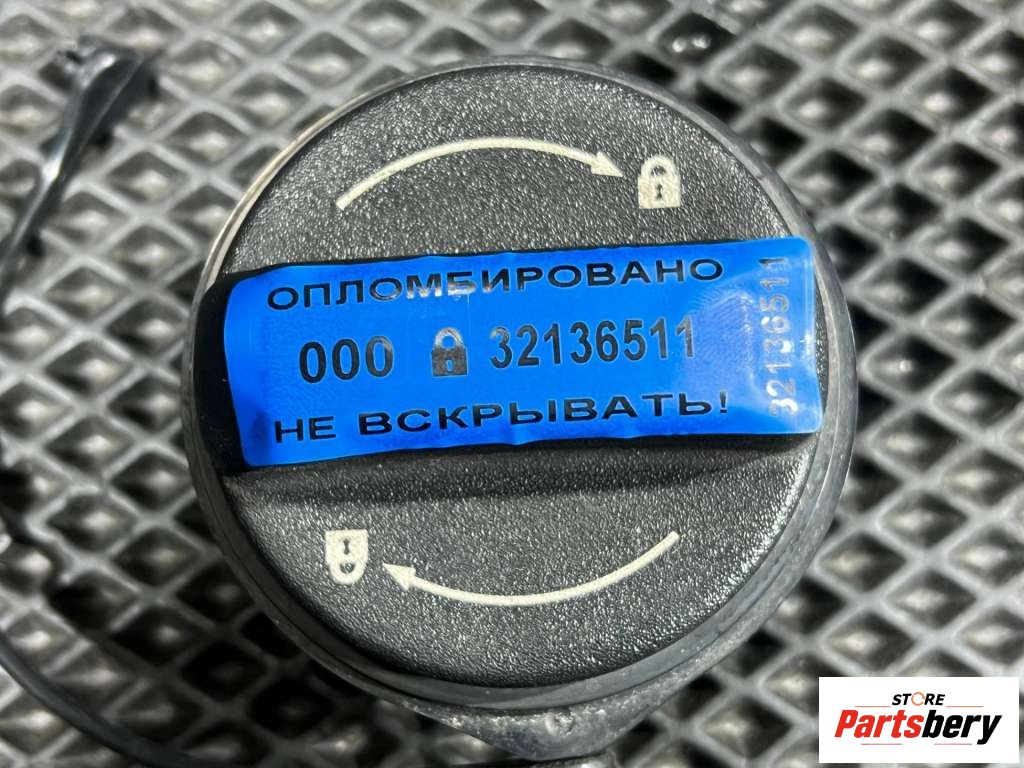 ОПЛОМБИРОВАНО
000 32136511
32136511
НЕ ВСКРЫВАТЬ!
STORE
Partsbery